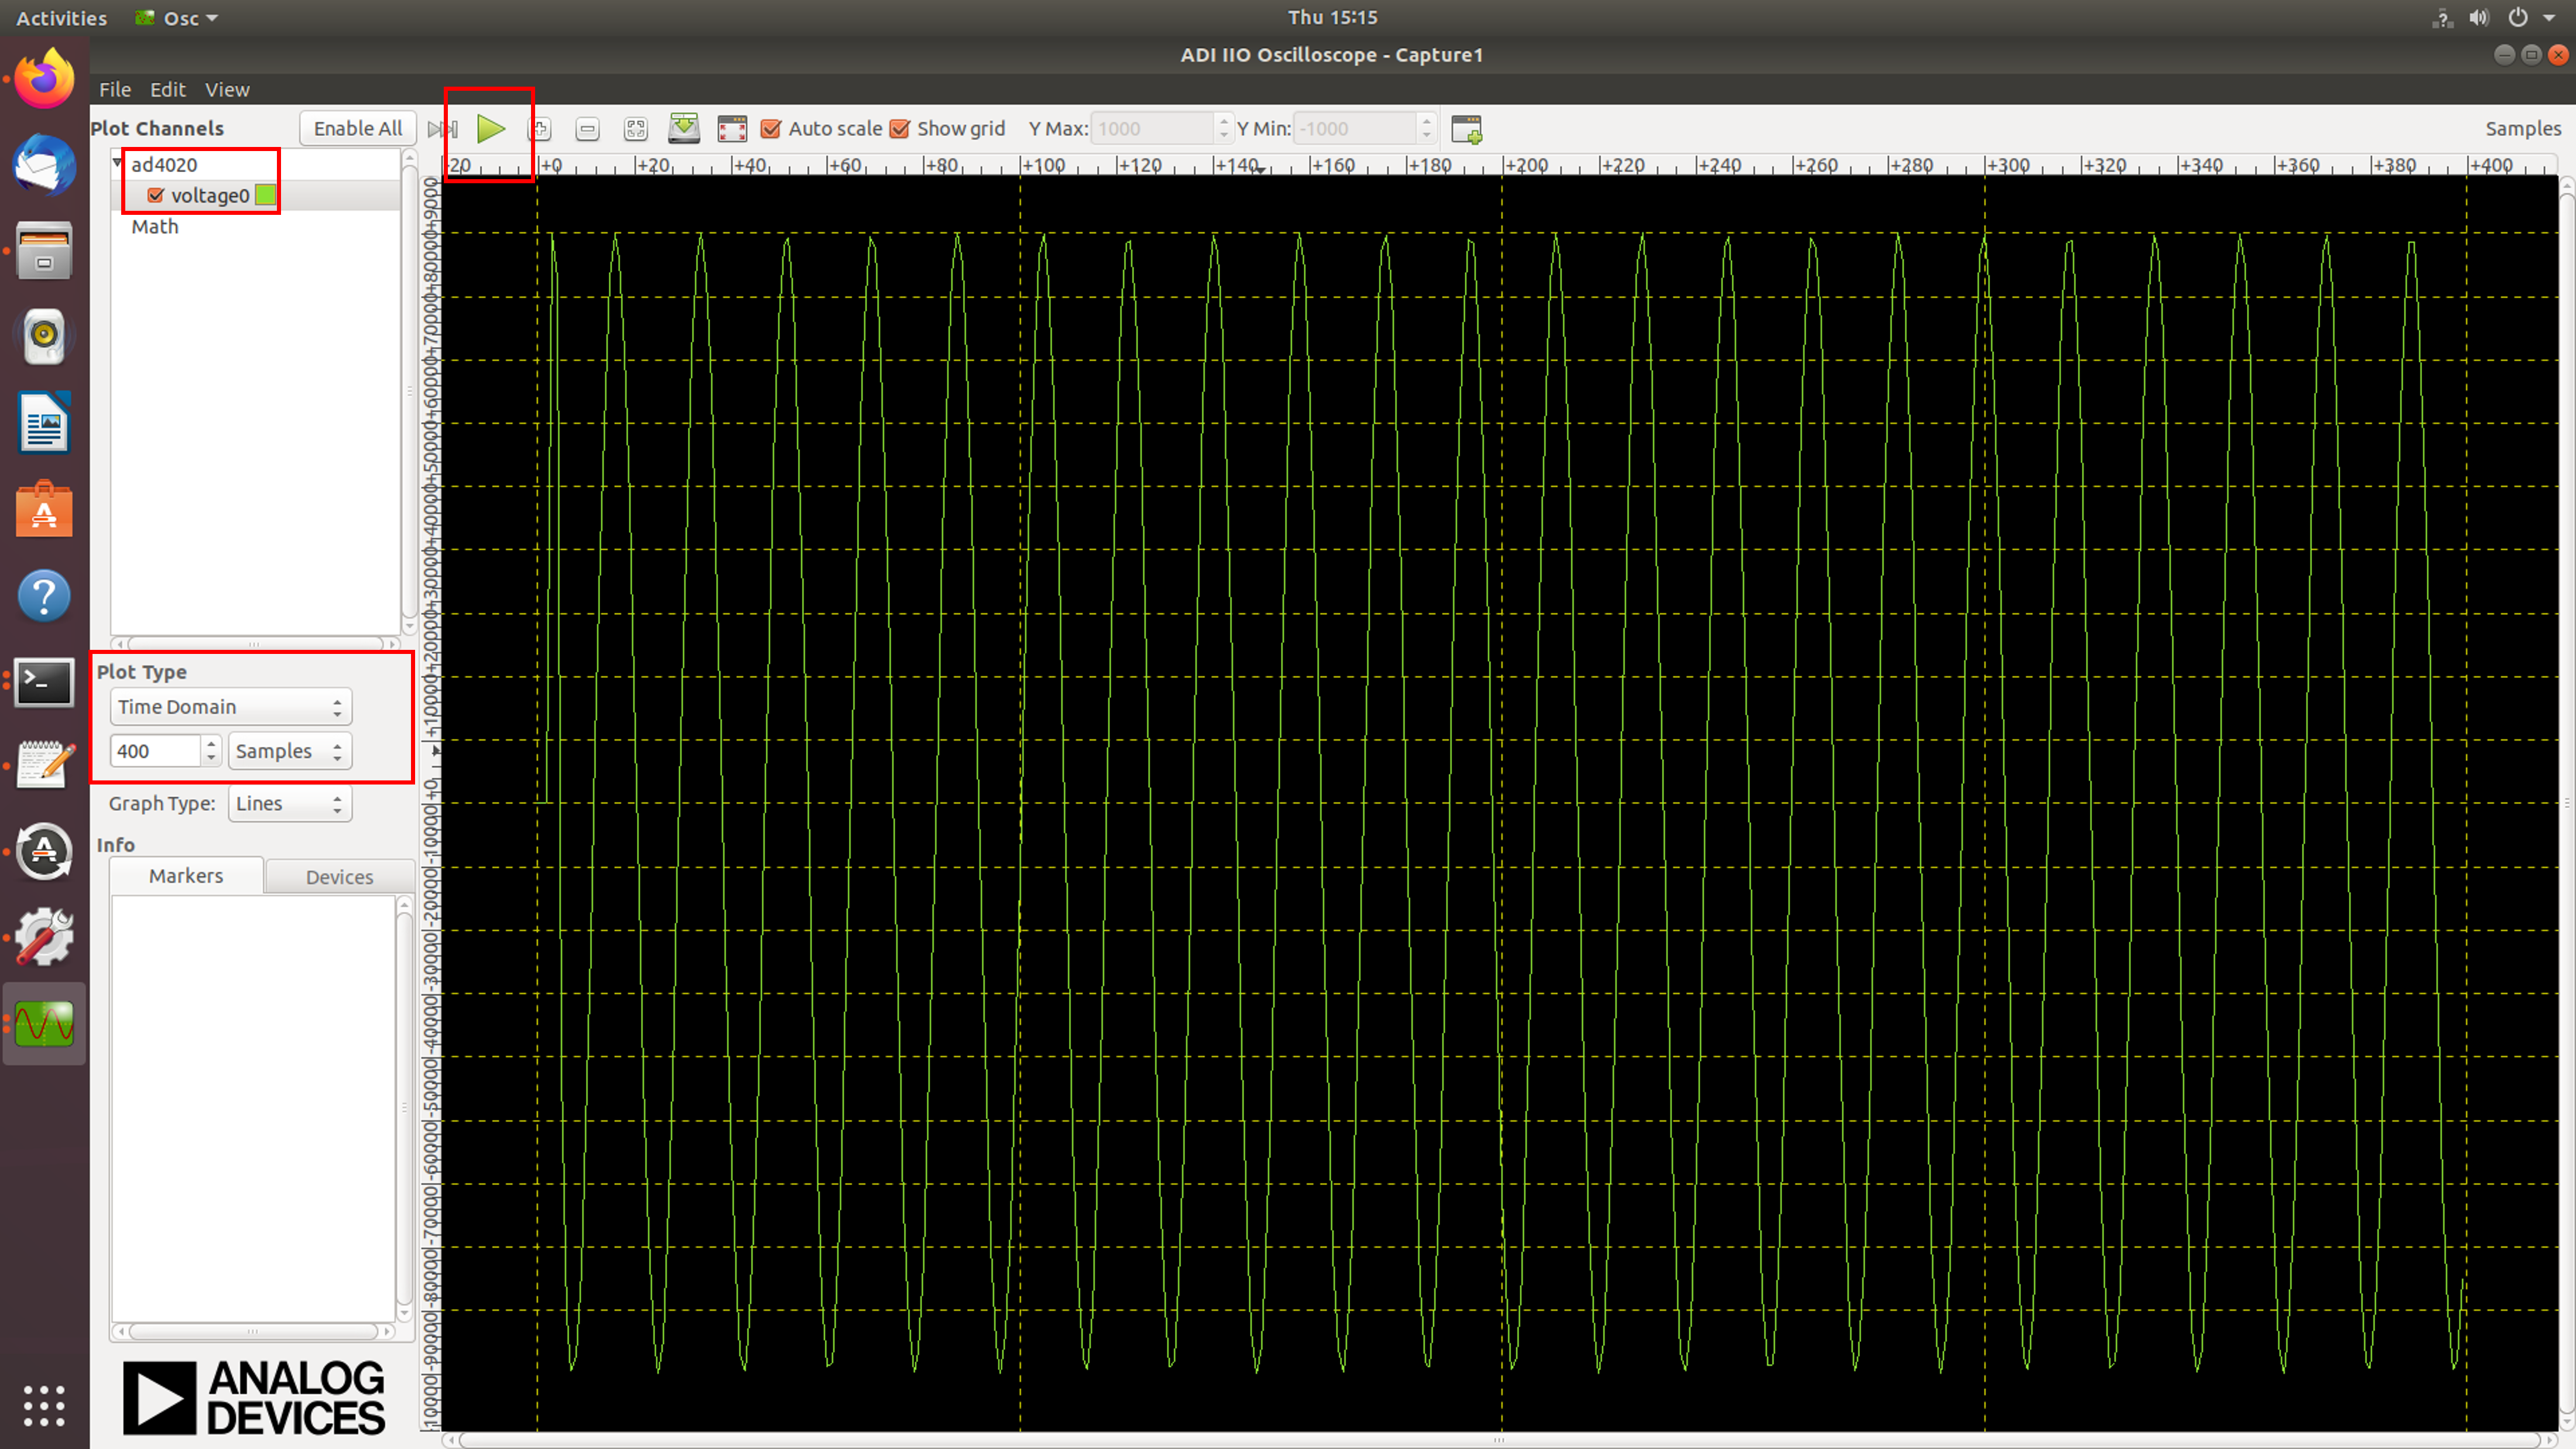 Activities Osc Thu 15:15
ADI IIO Oscilloscope - Capture1
File Edit View
Plot Channels Enable All Auto scale Show grid Y Max: 1000 Y Min: -1000 Samples
ad4020
voltage0
Math
-20 +0 +20 +40 +60 +80 +100 +120 +140 +160 +180 +200 +220 +240 +260 +280 +300 +320 +340 +360 +380 +400
+90000
+80000
+70000
+60000
+50000
+40000
+30000
+20000
+10000
+0
-10000
-20000
-30000
-40000
-50000
-60000
-70000
-80000
-90000
Plot Type
Time Domain
400 Samples
Graph Type: Lines
Info
Markers Devices
ANALOG
DEVICES